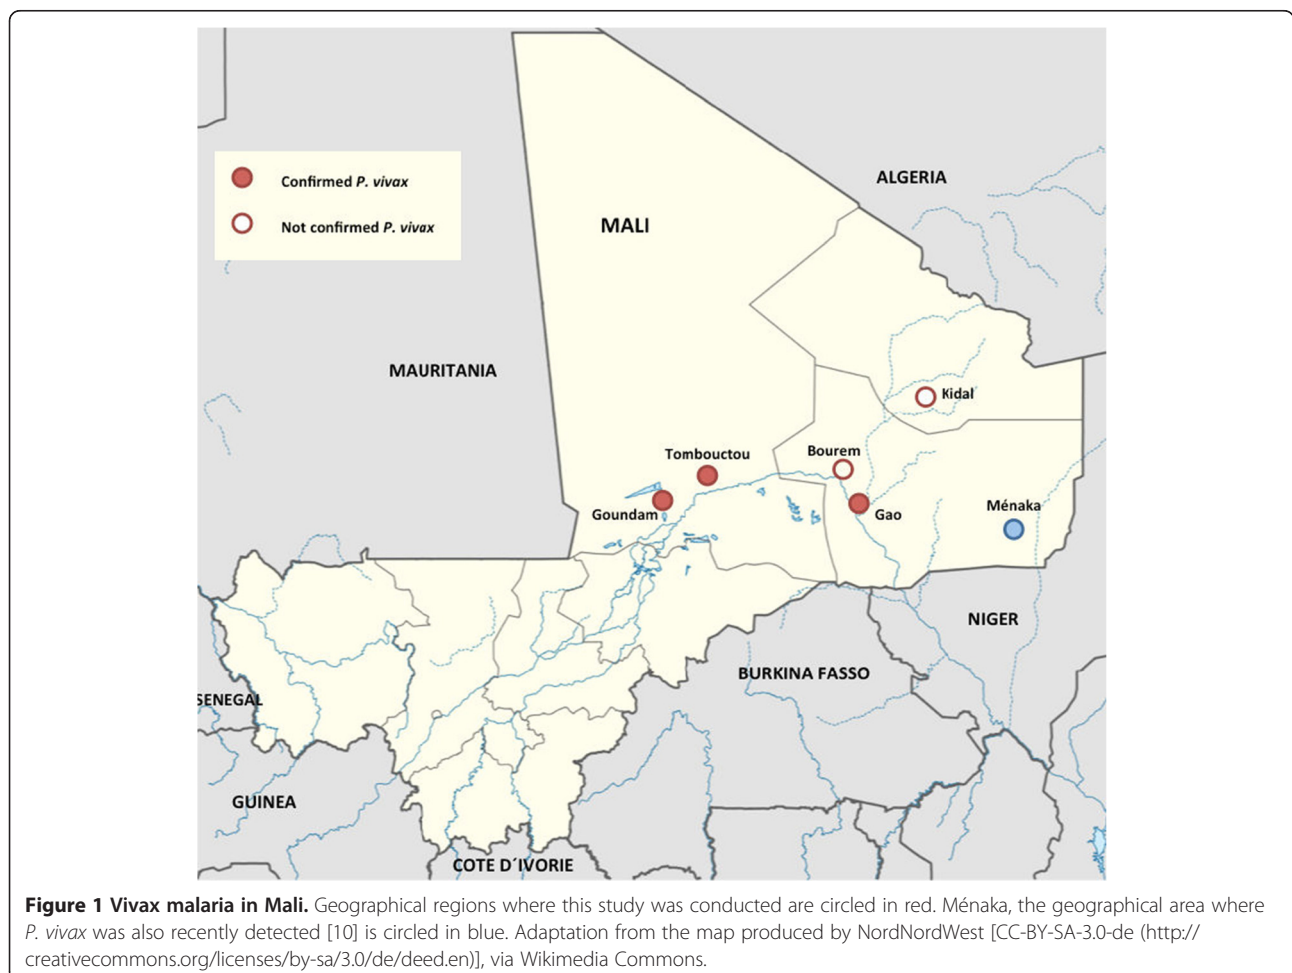 ALGERIA
Confirmed P. vivax
MALI
Not confirmed P. vivax
MAURITANIA
Kidal
Bourem
Tombouctou
Ménaka
Goundam
Gao
NIGER
BURKINA FASSO
SENEGAL
GUINEA
COTE D´IVORIE
Figure 1 Vivax malaria in Mali. Geographical regions where this study was conducted are circled in red. Ménaka, the geographical area where
P. vivax was also recently detected [10] is circled in blue. Adaptation from the map produced by NordNordWest [CC-BY-SA-3.0-de (http://
creativecommons.org/licenses/by-sa/3.0/de/deed.en)], via Wikimedia Commons.